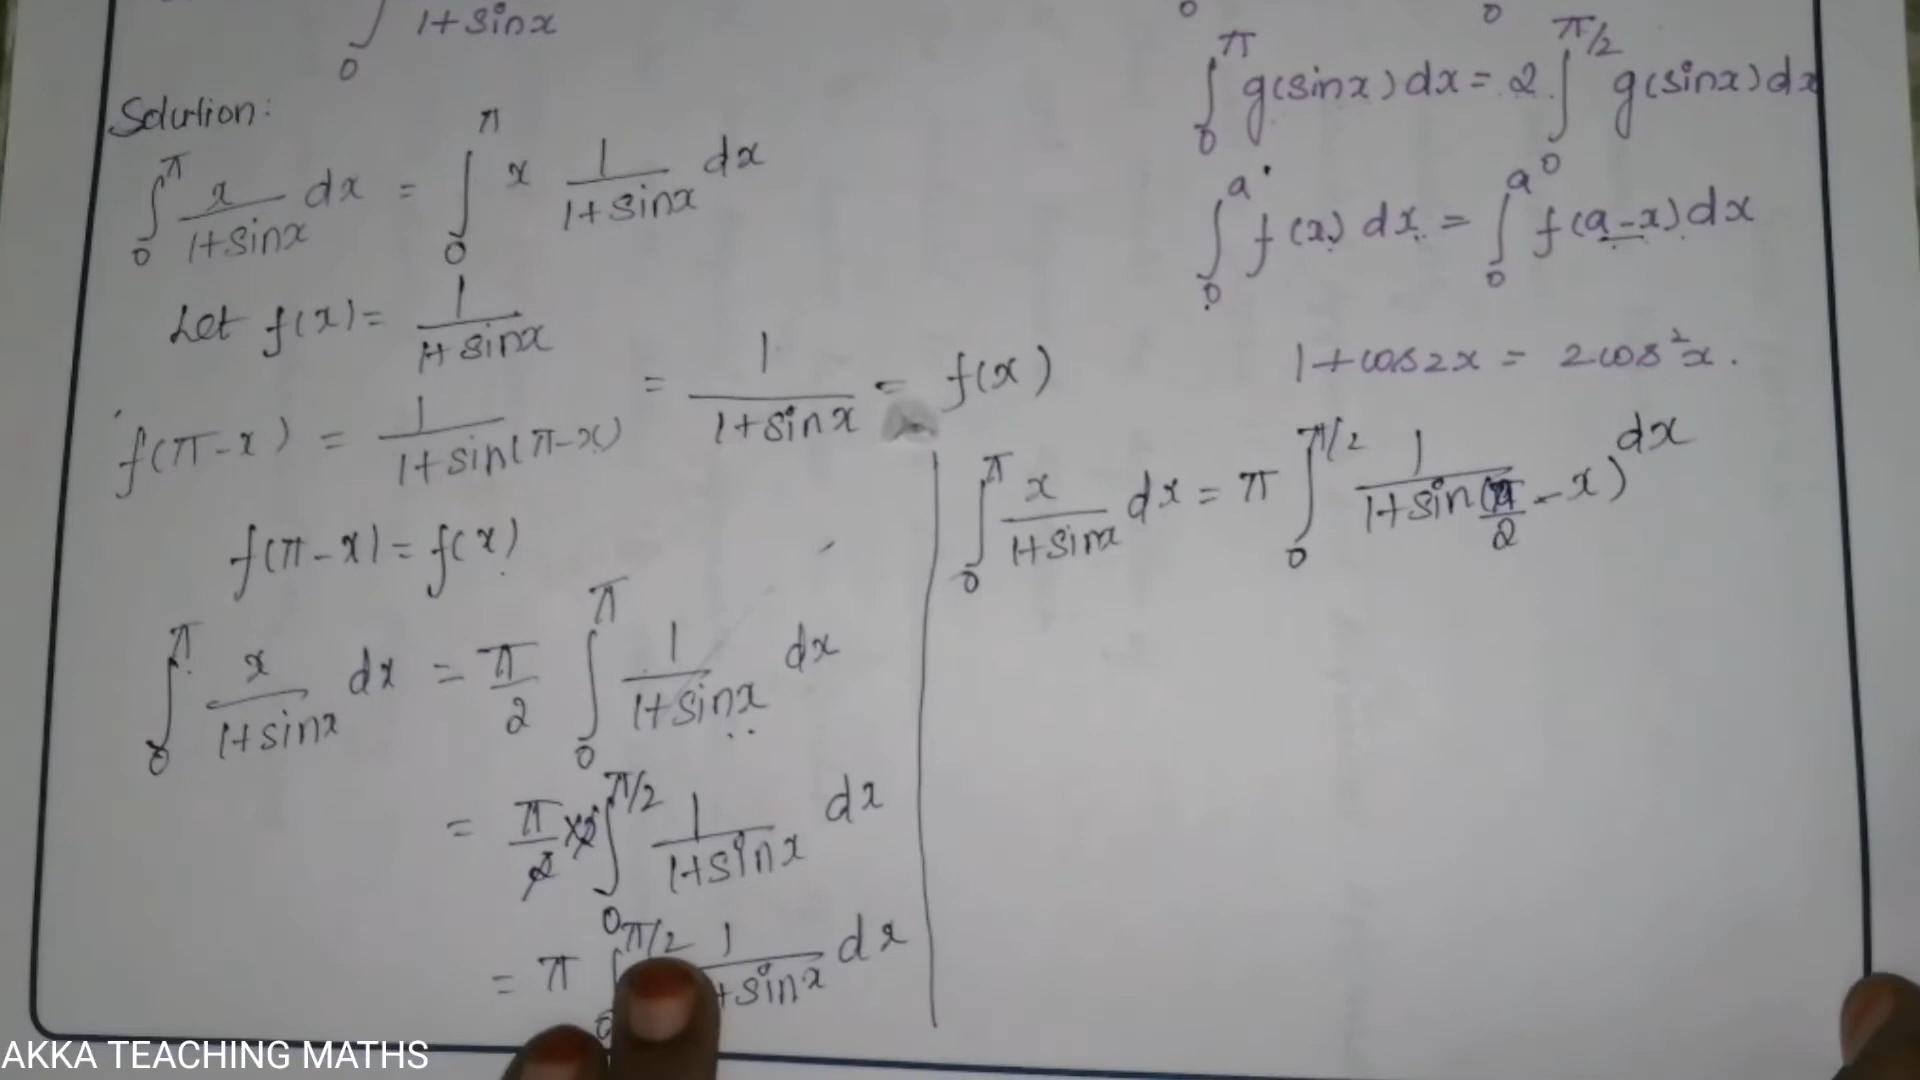 ∫₀ 1+sinx
Solution:
∫₀^π x/(1+sinx) dx = ∫₀^π x 1/(1+sinx) dx
Let f(x) = 1/(1+sinx)
f(π-x) = 1/(1+sin(π-x)) = 1/(1+sinx) = f(x)
f(π-x) = f(x)
∫₀^π x/(1+sinx) dx = π/2 ∫₀^π 1/(1+sinx) dx
= π/2 ×2 ∫₀^(π/2) 1/(1+sinx) dx
= π ∫₀^(π/2) 1/(+sinx) dx
0 0
∫₀^π g(sinx) dx = 2 ∫₀^(π/2) g(sinx) dx
∫₀^a f(x) dx = ∫₀^a f(a-x) dx
1+cos2x = 2cos²x.
∫₀^π x/(1+sinx) dx = π ∫₀^(π/2) 1/(1+sin(π/2 - x)) dx
AKKA TEACHING MATHS